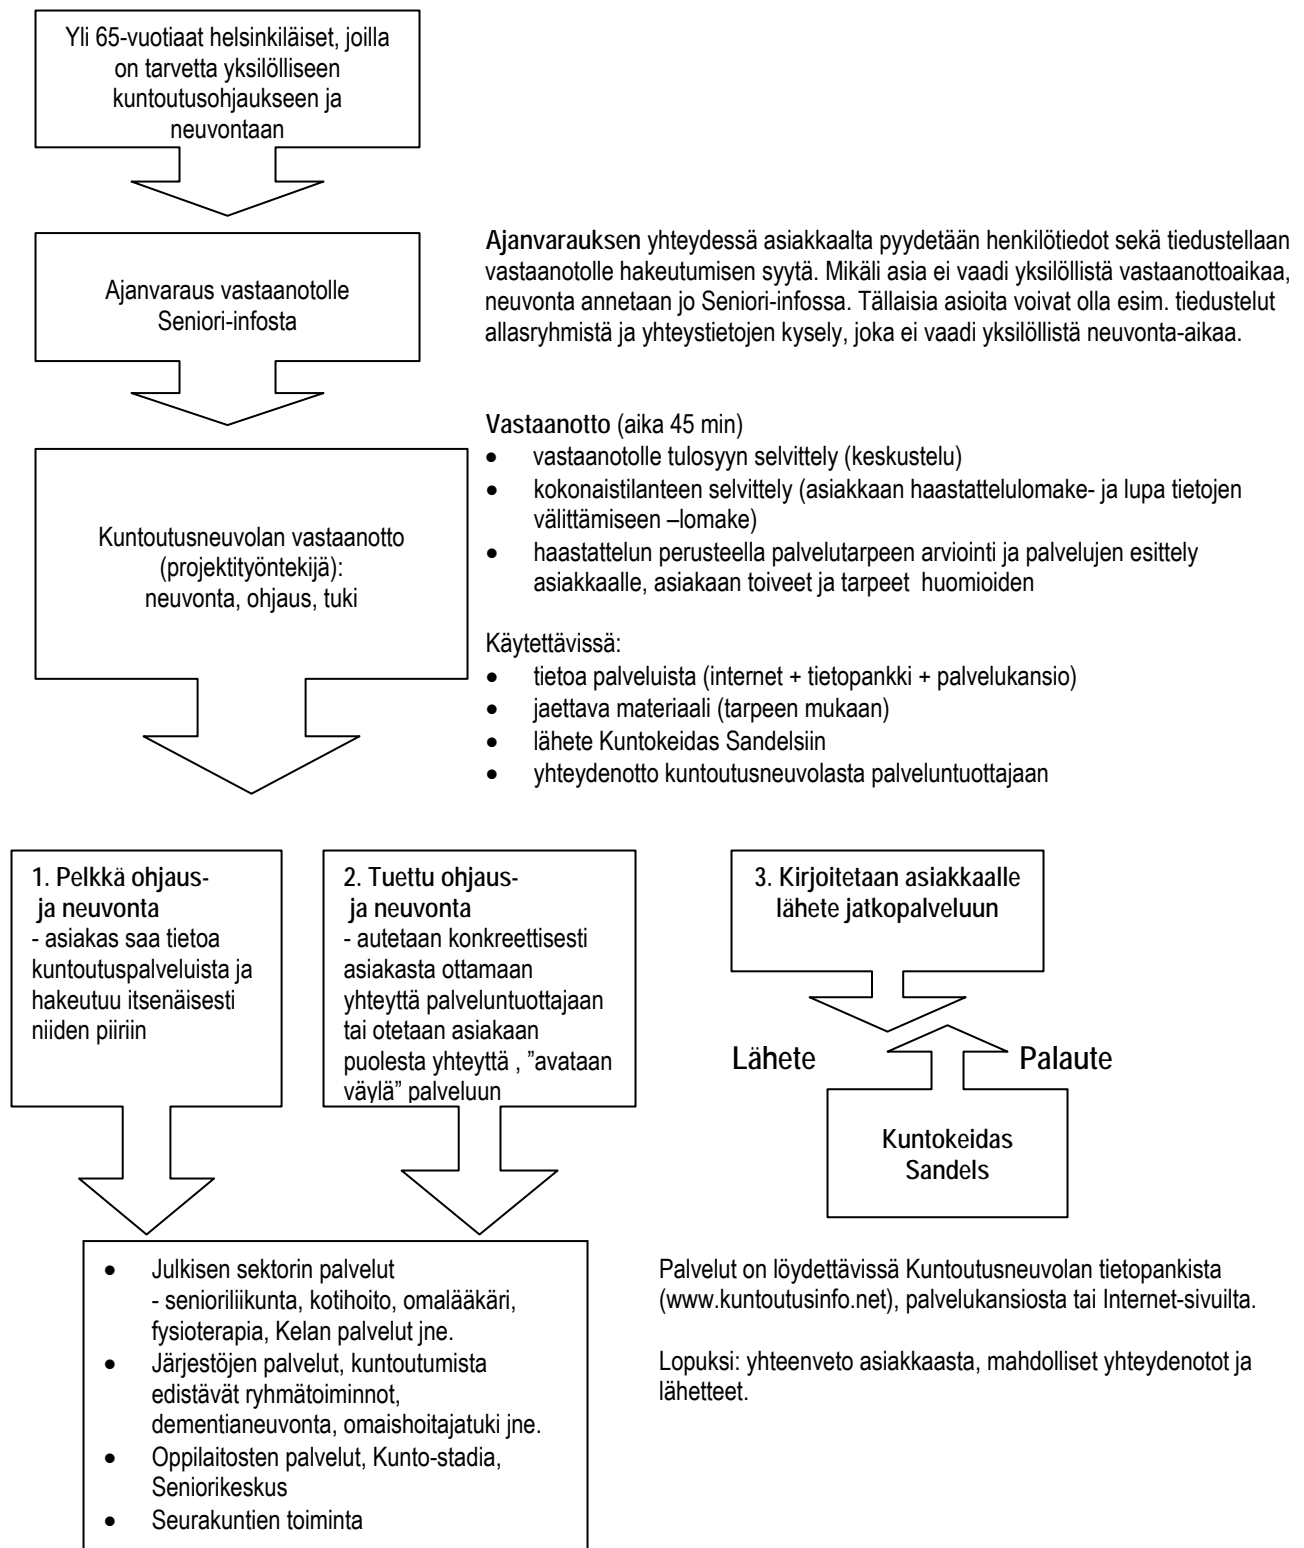 Yli 65-vuotiaat helsinkiläiset, joilla
on tarvetta yksilölliseen
kuntoutusohjaukseen ja
neuvontaan
Ajanvaraus vastaanotolle
Seniori-infosta
Ajanvarauksen yhteydessä asiakkaalta pyydetään henkilötiedot sekä tiedustellaan
vastaanotolle hakeutumisen syytä. Mikäli asia ei vaadi yksilöllistä vastaanottoaikaa,
neuvonta annetaan jo Seniori-infossa. Tällaisia asioita voivat olla esim. tiedustelut
allasryhmistä ja yhteystietojen kysely, joka ei vaadi yksilöllistä neuvonta-aikaa.
Kuntoutusneuvolan vastaanotto
(projektityöntekijä):
neuvonta, ohjaus, tuki
Vastaanotto (aika 45 min)
• vastaanotolle tulosyyn selvittely (keskustelu)
• kokonaistilanteen selvittely (asiakkaan haastattelulomake- ja lupa tietojen
välittämiseen –lomake)
• haastattelun perusteella palvelutarpeen arviointi ja palvelujen esittely
asiakkaalle, asiakaan toiveet ja tarpeet huomioiden
Käytettävissä:
• tietoa palveluista (internet + tietopankki + palvelukansio)
• jaettava materiaali (tarpeen mukaan)
• lähete Kuntokeidas Sandelsiin
• yhteydenotto kuntoutusneuvolasta palveluntuottajaan
1. Pelkkä ohjaus-
ja neuvonta
- asiakas saa tietoa
kuntoutuspalveluista ja
hakeutuu itsenäisesti
niiden piiriin
2. Tuettu ohjaus-
ja neuvonta
- autetaan konkreettisesti
asiakasta ottamaan
yhteyttä palveluntuottajaan
tai otetaan asiakaan
puolesta yhteyttä , ”avataan
väylä” palveluun
3. Kirjoitetaan asiakkaalle
lähete jatkopalveluun
Lähete Palaute
Kuntokeidas
Sandels
• Julkisen sektorin palvelut
- senioriliikunta, kotihoito, omalääkäri,
fysioterapia, Kelan palvelut jne.
• Järjestöjen palvelut, kuntoutumista
edistävät ryhmätoiminnot,
dementianeuvonta, omaishoitajatuki jne.
• Oppilaitosten palvelut, Kunto-stadia,
Seniorikeskus
• Seurakuntien toiminta
Palvelut on löydettävissä Kuntoutusneuvolan tietopankista
(www.kuntoutusinfo.net), palvelukansiosta tai Internet-sivuilta.
Lopuksi: yhteenveto asiakkaasta, mahdolliset yhteydenotot ja
lähetteet.